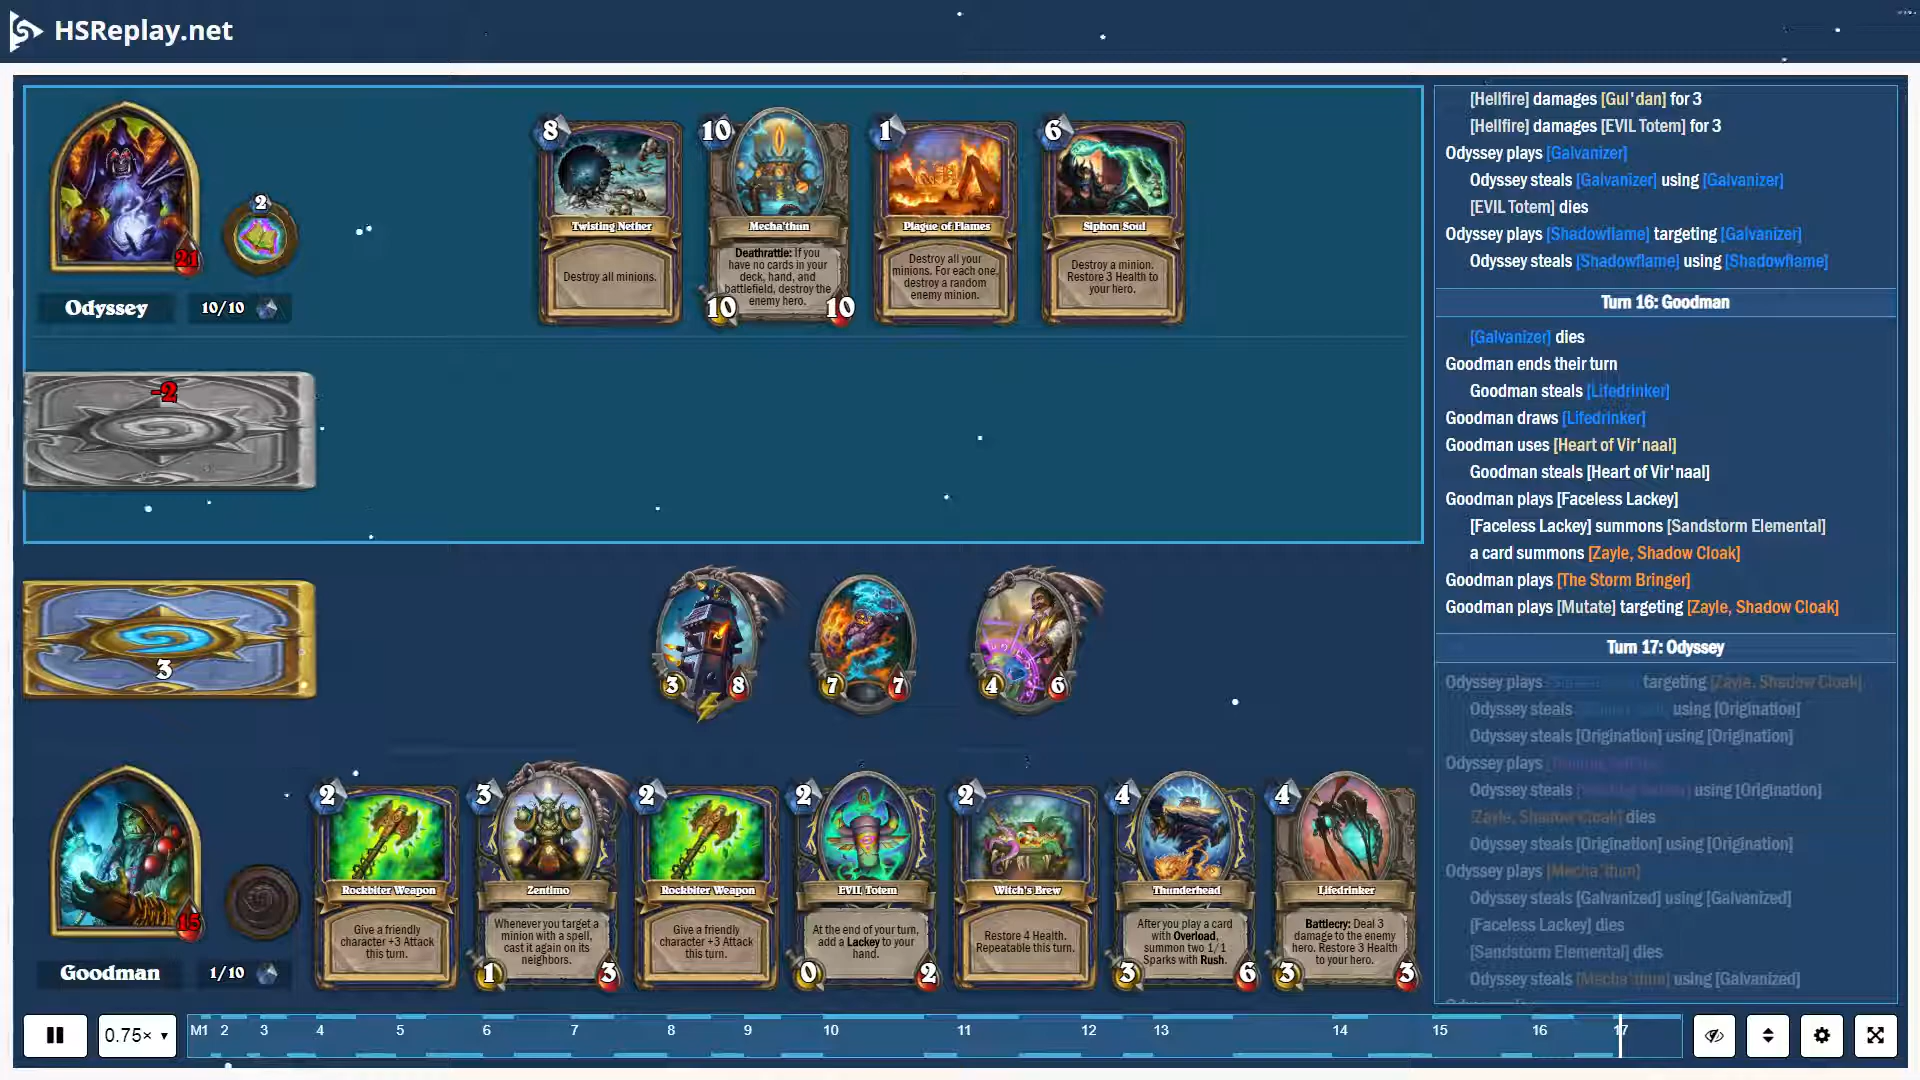 HSReplay.net
8
10
1
6
2
21
Odyssey
10/10
Twisting Nether
Destroy all minions.
Mecha'thun
Deathrattle: If you
have no cards in your
deck, hand, and
battlefield, destroy the
enemy hero.
10
10
Plague of Flames
Destroy all your
minions. For each one,
destroy a random
enemy minion.
Siphon Soul
Destroy a minion.
Restore 3 Health to
your hero.
-2
3
3
8
7
7
4
6
15
Goodman
1/10
2
Rockbiter Weapon
Give a friendly
character +3 Attack
this turn.
3
Zentimo
Whenever you target a
minion with a spell,
cast it again on its
neighbors.
1
3
2
Rockbiter Weapon
Give a friendly
character +3 Attack
this turn.
2
EVIL Totem
At the end of your turn,
add a Lackey to your
hand.
0
2
2
Witch's Brew
Restore 4 Health.
Repeatable this turn.
4
Thunderhead
After you play a card
with Overload,
summon two 1/1
Sparks with Rush.
3
6
4
Lifedrinker
Battlecry: Deal 3
damage to the enemy
hero. Restore 3 Health
to your hero.
3
3
[Hellfire] damages [Gul'dan] for 3
[Hellfire] damages [EVIL Totem] for 3
Odyssey plays [Galvanizer]
Odyssey steals [Galvanizer] using [Galvanizer]
[EVIL Totem] dies
Odyssey plays [Shadowflame] targeting [Galvanizer]
Odyssey steals [Shadowflame] using [Shadowflame]
Turn 16: Goodman
[Galvanizer] dies
Goodman ends their turn
Goodman steals [Lifedrinker]
Goodman draws [Lifedrinker]
Goodman uses [Heart of Vir'naal]
Goodman steals [Heart of Vir'naal]
Goodman plays [Faceless Lackey]
[Faceless Lackey] summons [Sandstorm Elemental]
a card summons [Zayle, Shadow Cloak]
Goodman plays [The Storm Bringer]
Goodman plays [Mutate] targeting [Zayle, Shadow Cloak]
Turn 17: Odyssey
Odyssey plays targeting [Zayle, Shadow Cloak]
Odyssey steals using [Origination]
Odyssey steals [Origination] using [Origination]
Odyssey plays
Odyssey steals using [Origination]
[Zayle, Shadow Cloak] dies
Odyssey steals [Origination] using [Origination]
Odyssey plays [Mecha'thun]
Odyssey steals [Galvanized] using [Galvanized]
[Faceless Lackey] dies
[Sandstorm Elemental] dies
Odyssey steals [Mecha'thun] using [Galvanized]
0.75×
M1 2 3 4 5 6 7 8 9 10 11 12 13 14 15 16 17